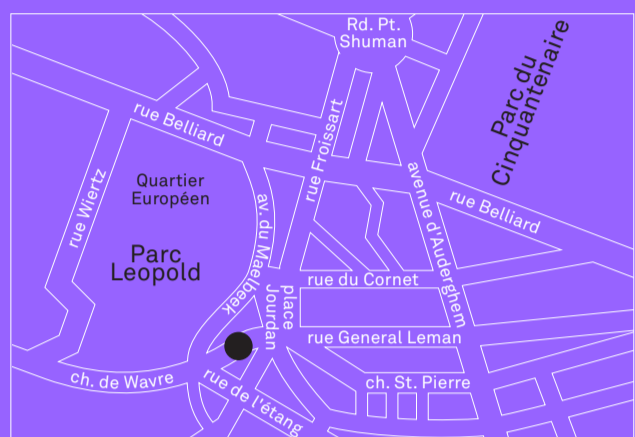 Rd. Pt.
Shuman
Parc du
Cinquantenaire
rue Belliard
rue Froissart
Quartier
Européen
rue Wiertz
av. du Maelbeek
avenue d'Auderghem
rue Belliard
Parc
Leopold
rue du Cornet
place
Jourdan
rue General Leman
ch. de Wavre
rue de l'étang
ch. St. Pierre